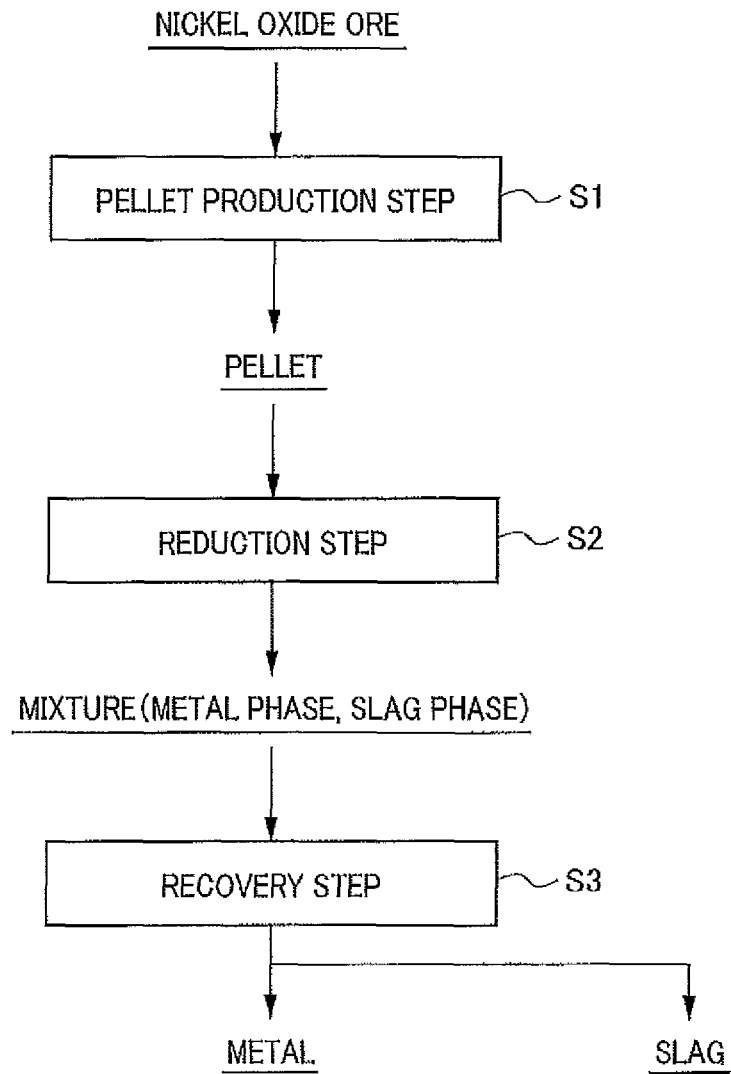 NICKEL OXIDE ORE
PELLET PRODUCTION STEP
S1
PELLET
REDUCTION STEP
S2
MIXTURE (METAL PHASE, SLAG PHASE)
RECOVERY STEP
S3
METAL
SLAG